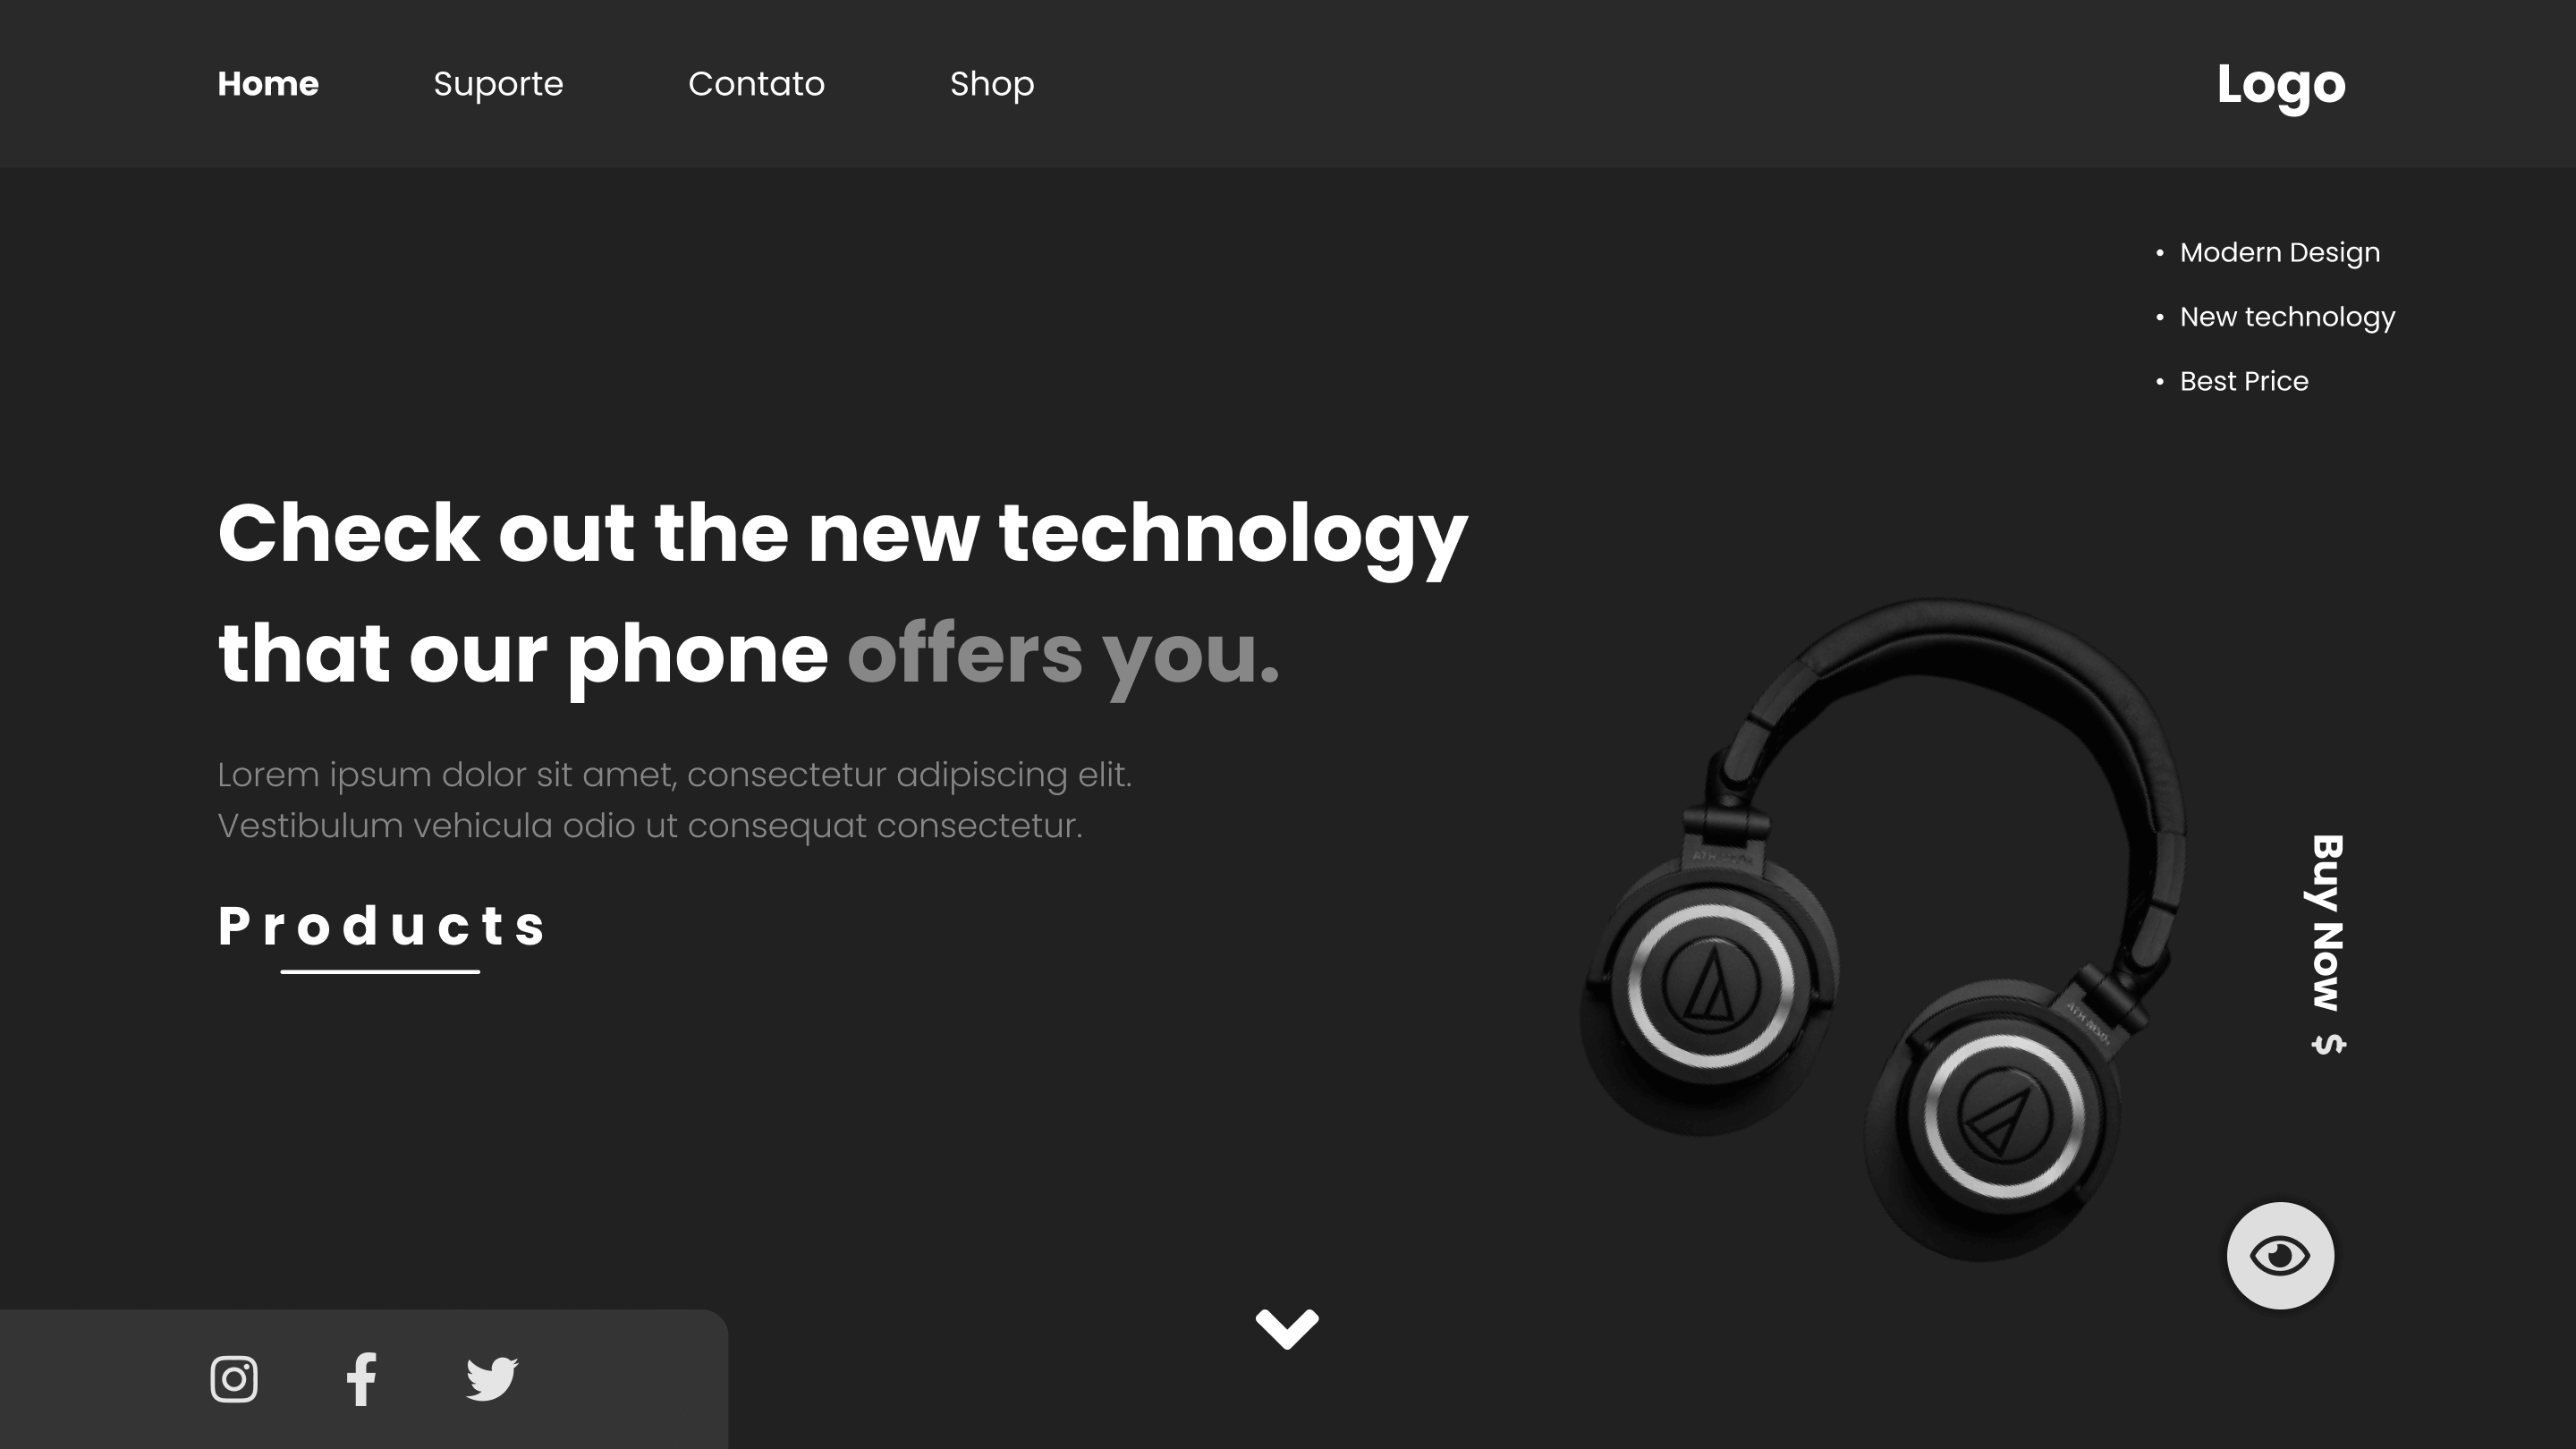 Home Suporte Contato Shop Logo
• Modern Design
• New technology
• Best Price
Check out the new technology
that our phone offers you.
Lorem ipsum dolor sit amet, consectetur adipiscing elit.
Vestibulum vehicula odio ut consequat consectetur.
Products
Buy Now $